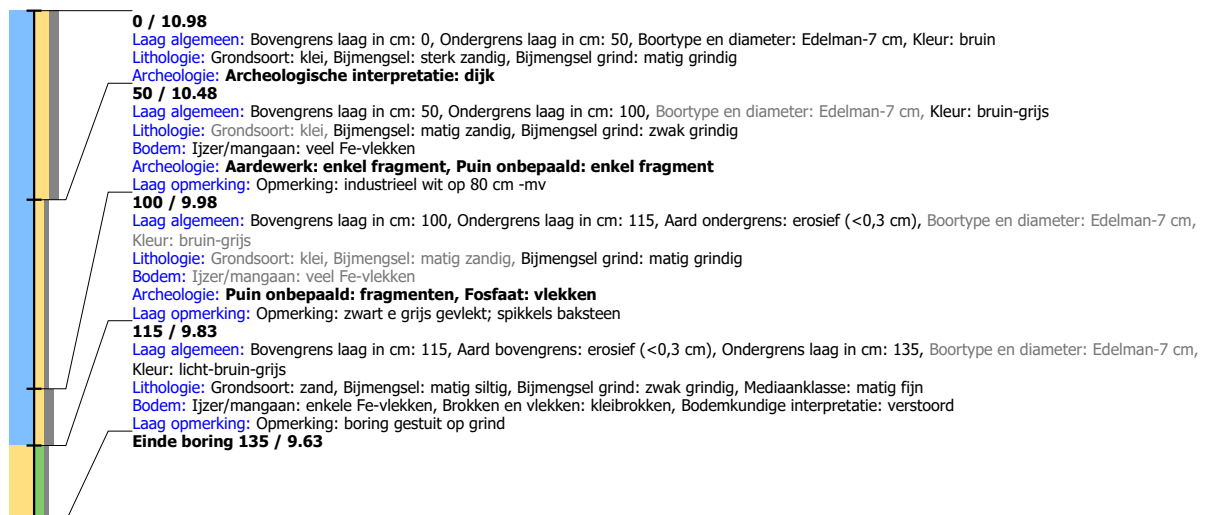 0 / 10.98
Laag algemeen: Bovengrens laag in cm: 0, Ondergrens laag in cm: 50, Boortype en diameter: Edelman-7 cm, Kleur: bruin
Lithologie: Grondsoort: klei, Bijmengsel: sterk zandig, Bijmengsel grind: matig grindig
Archeologie: Archeologische interpretatie: dijk
50 / 10.48
Laag algemeen: Bovengrens laag in cm: 50, Ondergrens laag in cm: 100, Boortype en diameter: Edelman-7 cm, Kleur: bruin-grijs
Lithologie: Grondsoort: klei, Bijmengsel: matig zandig, Bijmengsel grind: zwak grindig
Bodem: Ijzer/mangaan: veel Fe-vlekken
Archeologie: Aardewerk: enkel fragment, Puin onbepaald: enkel fragment
Laag opmerking: Opmerking: industrieel wit op 80 cm -mv
100 / 9.98
Laag algemeen: Bovengrens laag in cm: 100, Ondergrens laag in cm: 115, Aard ondergrens: erosief (<0,3 cm), Boortype en diameter: Edelman-7 cm,
Kleur: bruin-grijs
Lithologie: Grondsoort: klei, Bijmengsel: matig zandig, Bijmengsel grind: matig grindig
Bodem: Ijzer/mangaan: veel Fe-vlekken
Archeologie: Puin onbepaald: fragmenten, Fosfaat: vlekken
Laag opmerking: Opmerking: zwart e grijs gevlekt; spikkels baksteen
115 / 9.83
Laag algemeen: Bovengrens laag in cm: 115, Aard bovengrens: erosief (<0,3 cm), Ondergrens laag in cm: 135, Boortype en diameter: Edelman-7 cm,
Kleur: licht-bruin-grijs
Lithologie: Grondsoort: zand, Bijmengsel: matig siltig, Bijmengsel grind: zwak grindig, Mediaanklasse: matig fijn
Bodem: Ijzer/mangaan: enkele Fe-vlekken, Brokken en vlekken: kleibrokken, Bodemkundige interpretatie: verstoord
Laag opmerking: Opmerking: boring gestuit op grind
Einde boring 135 / 9.63